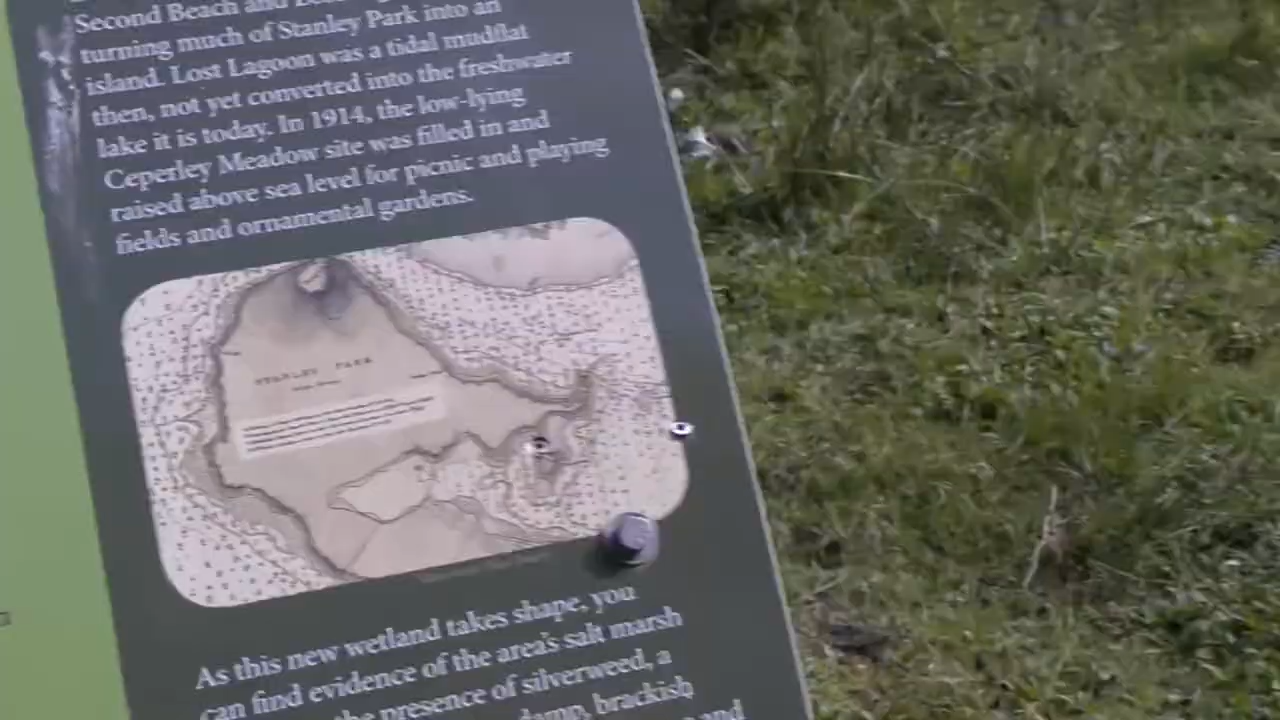 Second Beach and
turning much of Stanley Park into an
island. Lost Lagoon was a tidal mudflat
then, not yet converted into the freshwater
lake it is today. In 1914, the low-lying
Ceperley Meadow site was filled in and
raised above sea level for picnic and playing
fields and ornamental gardens.
STANLEY PARK
As this new wetland takes shape, you
can find evidence of the area's salt marsh
the presence of silverweed, a
damp, brackish
and